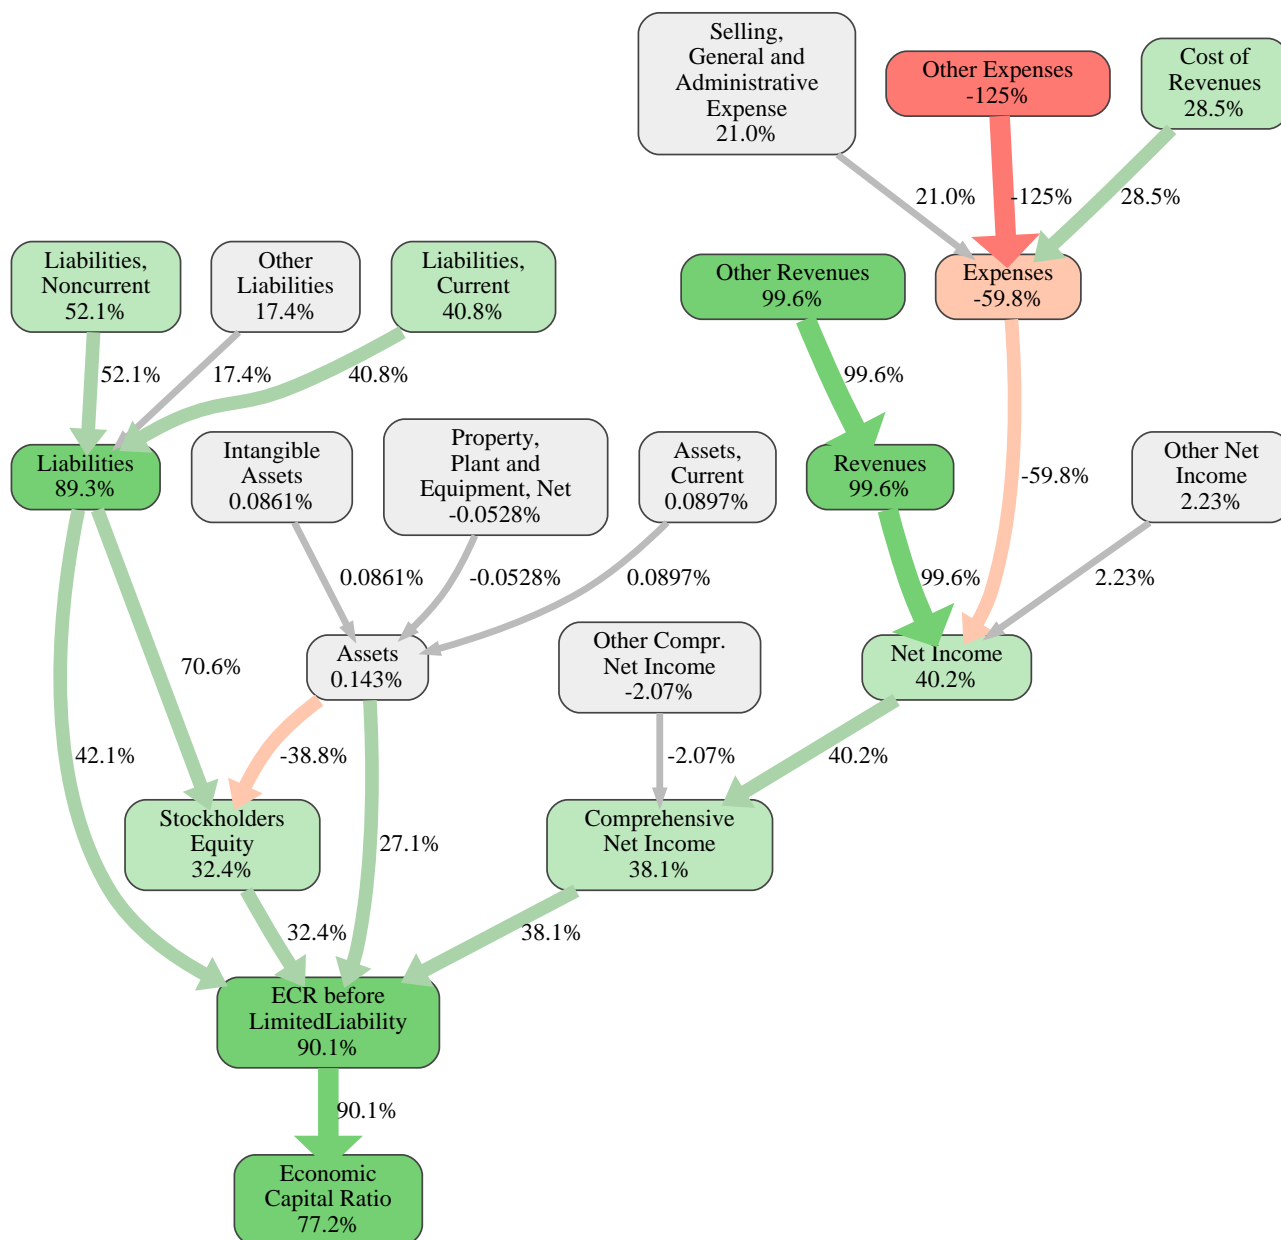 Selling,
General and
Administrative
Expense
21.0%
Other Expenses
-125%
Cost of
Revenues
28.5%
21.0%
-125%
28.5%
Liabilities,
Noncurrent
52.1%
Other
Liabilities
17.4%
Liabilities,
Current
40.8%
Other Revenues
99.6%
Expenses
-59.8%
52.1%
17.4%
40.8%
99.6%
Liabilities
89.3%
Intangible
Assets
0.0861%
Property,
Plant and
Equipment, Net
-0.0528%
Assets,
Current
0.0897%
Revenues
99.6%
-59.8%
Other Net
Income
2.23%
0.0861%
-0.0528%
0.0897%
99.6%
2.23%
70.6%
Assets
0.143%
Other Compr.
Net Income
-2.07%
Net Income
40.2%
42.1%
-38.8%
-2.07%
40.2%
Stockholders
Equity
32.4%
27.1%
Comprehensive
Net Income
38.1%
32.4%
38.1%
ECR before
LimitedLiability
90.1%
90.1%
Economic
Capital Ratio
77.2%